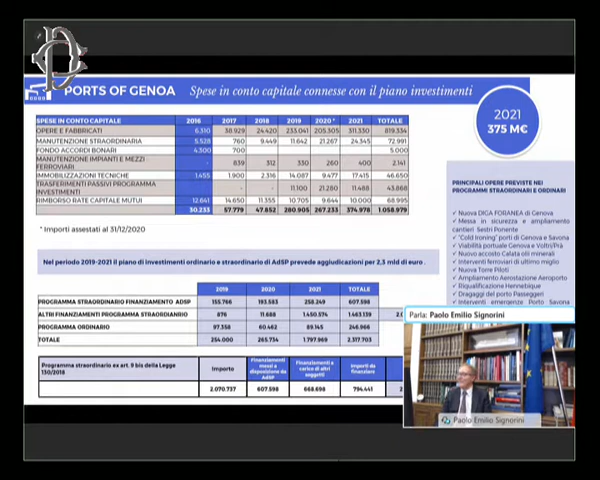 PORTS OF GENOA Spese in conto capitale connesse con il piano investimenti
2021
375 M€
SPESE IN CONTO CAPITALE 2016 2017 2018 2019 2020* 2021 TOTALE
OPERE E FABBRICATI 6.310 38.929 24.420 233.041 205.305 311.330 819.334
MANUTENZIONE STRAORDINARIA 5.528 760 9.449 11.642 21.267 24.345 72.991
FONDO ACCORDI BONARI 4.300 700 5.000
MANUTENZIONE IMPIANTI E MEZZI FERROVIARI - 839 312 330 260 400 2.141
IMMOBILIZZAZIONI TECNICHE 1.455 1.900 2.316 14.087 9.477 17.415 46.650
TRASFERIMENTI PASSIVI PROGRAMMA INVESTIMENTI - 11.100 21.280 11.488 43.868
RIMBORSO RATE CAPITALE MUTUI 12.641 14.650 11.355 10.705 9.644 10.000 68.995
30.233 57.779 47.852 280.905 267.233 374.978 1.058.979
* Importi assestati al 31/12/2020
Nel periodo 2019-2021 il piano di investimenti ordinario e straordinario di AdSP prevede aggiudicazioni per 2,3 mld di euro .
2019 2020 2021 TOTALE
PROGRAMMA STRAORDINARIO FINANZIAMENTO ADSP 155.766 193.583 258.249 607.598
ALTRI FINANZIAMENTI PROGRAMMA STRAORDIANRIO 876 11.688 1.450.574 1.463.139
PROGRAMMA ORDINARIO 97.358 60.462 89.145 246.966
TOTALE 254.000 265.734 1.797.969 2.317.703
Programma straordinario ex art. 9 bis della Legge 130/2018
Importo
Finanziamenti messi a disposizione da AdSP
Finanziamenti a carico di altri soggetti
Importi da finanziare
2.070.737 607.598 668.698 794.441
PRINCIPALI OPERE PREVISTE NEI
PROGRAMMI STRAORDINARI E ORDINARI
✓ Nuova DIGA FORANEA di Genova
✓ Messa in sicurezza e ampliamento
cantieri Sestri Ponente
✓ "Cold Ironing" porti di Genova e Savona
✓ Viabilità portuale Genova e Voltri/Prà
✓ Nuovo accosto Calata oli minerali
✓ Interventi ferroviari di ultimo miglio
✓ Nuova Torre Piloti
✓ Ampliamento Aerostazione Aeroporto
✓ Riqualificazione Hennebique
✓ Dragaggi del porto Passeggeri
✓ Interventi emergenze Porto Savona
Parla: Paolo Emilio Signorini
Paolo Emilio Signorini